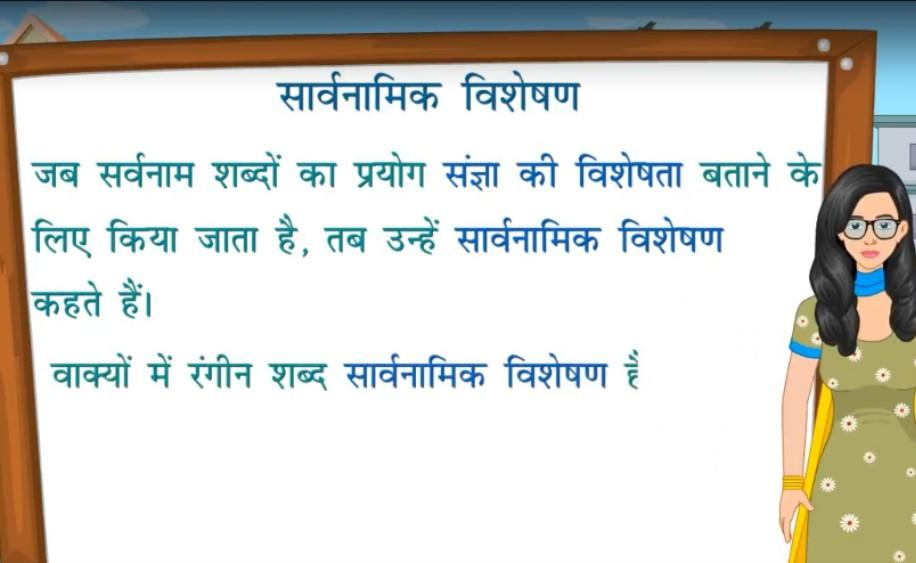 सार्वनामिक विशेषण
जब सर्वनाम शब्दों का प्रयोग संज्ञा की विशेषता बताने के
लिए किया जाता है, तब उन्हें सार्वनामिक विशेषण
कहते हैं।
वाक्यों में रंगीन शब्द सार्वनामिक विशेषण